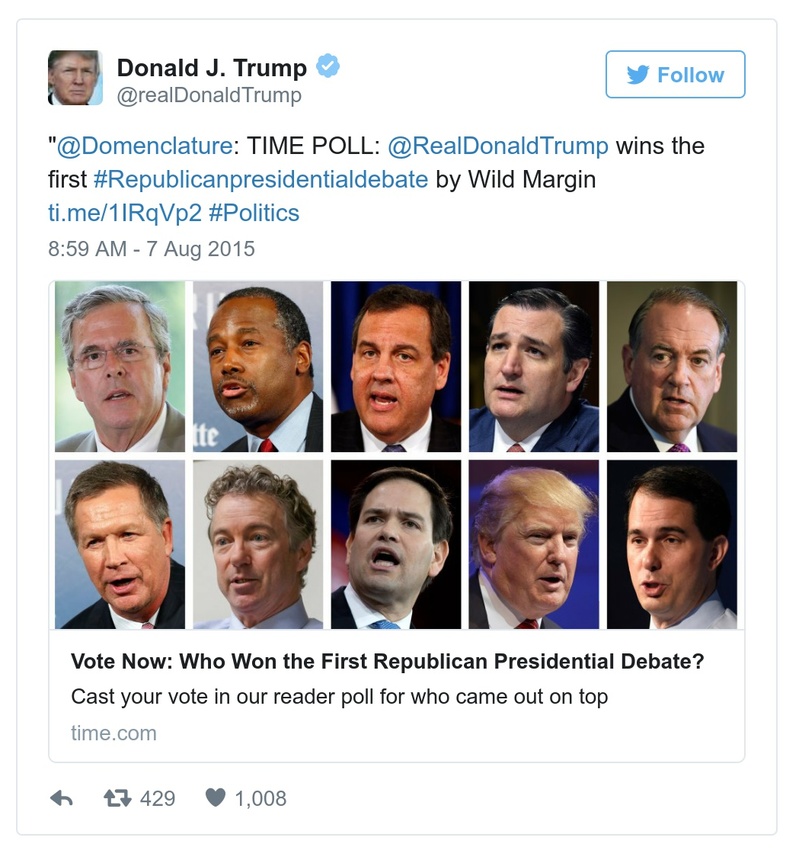 Donald J. Trump
@realDonaldTrump
Follow
"@Domenclature: TIME POLL: @RealDonaldTrump wins the
first #Republicanpresidentialdebate by Wild Margin
ti.me/1IRqVp2 #Politics
8:59 AM - 7 Aug 2015
tte
Vote Now: Who Won the First Republican Presidential Debate?
Cast your vote in our reader poll for who came out on top
time.com
429 1,008